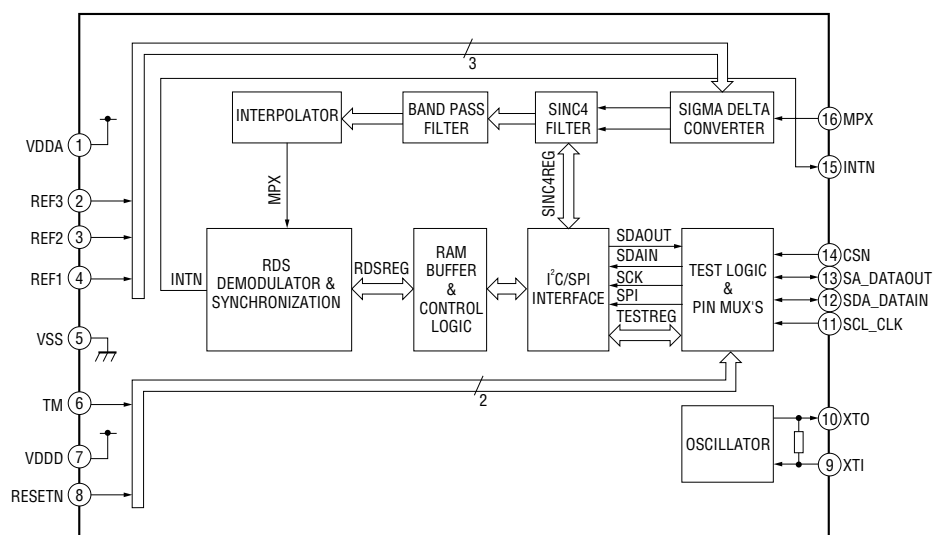 3
INTERPOLATOR
BAND PASS
FILTER
SINC4
FILTER
SIGMA DELTA
CONVERTER
16 MPX
VDDA 1
15 INTN
MPX
SINC4REG
REF3 2
REF2 3
REF1 4
INTN
RDS
DEMODULATOR &
SYNCHRONIZATION
RDSREG
RAM
BUFFER
&
CONTROL
LOGIC
I2C/SPI
INTERFACE
SDAOUT
SDAIN
SCK
SPI
TESTREG
TEST LOGIC
&
PIN MUX'S
14 CSN
13 SA_DATAOUT
12 SDA_DATAIN
11 SCL_CLK
VSS 5
TM 6
2
VDDD 7
RESETN 8
OSCILLATOR
10 XTO
9 XTI